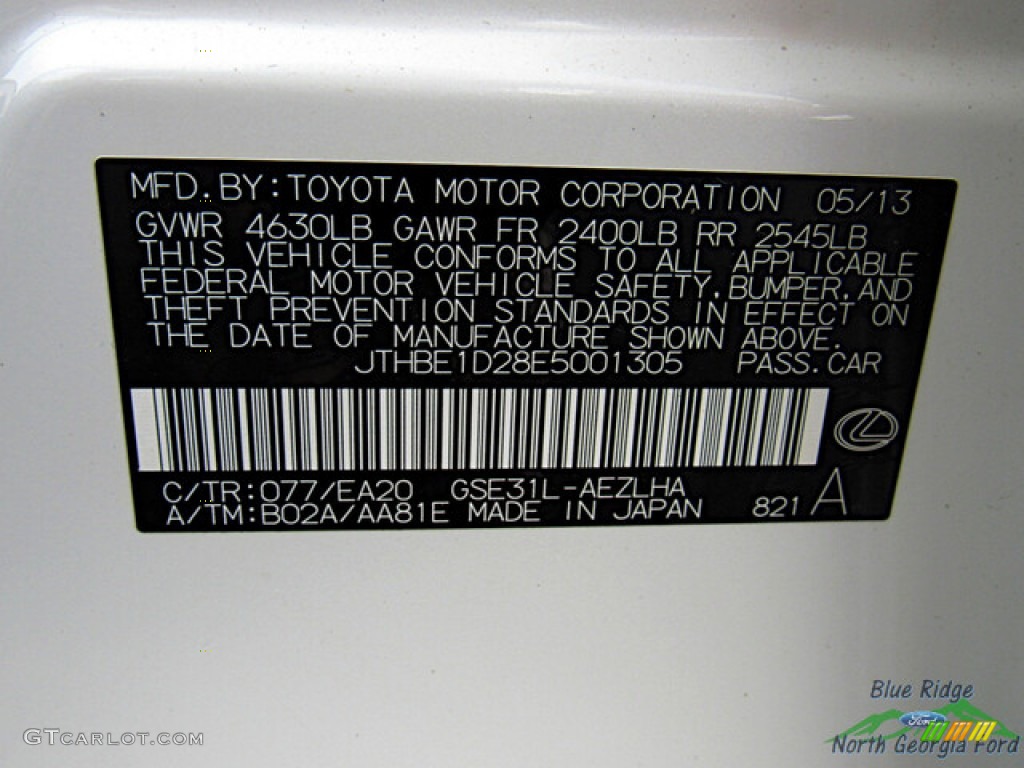 MFD. BY: TOYOTA MOTOR CORPORATION 05/13
GVWR 4630LB GAWR FR 2400LB RR 2545LB
THIS VEHICLE CONFORMS TO ALL APPLICABLE
FEDERAL MOTOR VEHICLE SAFETY, BUMPER, AND
THEFT PREVENTION STANDARDS IN EFFECT ON
THE DATE OF MANUFACTURE SHOWN ABOVE.
JTHBE1D28E5001305 PASS. CAR
C/TR: 077/EA20 GSE31L-AEZLHA
A/TM: B02A/AA81E MADE IN JAPAN 821 A
GTCARLOT.COM
Blue Ridge
Ford
North Georgia Ford